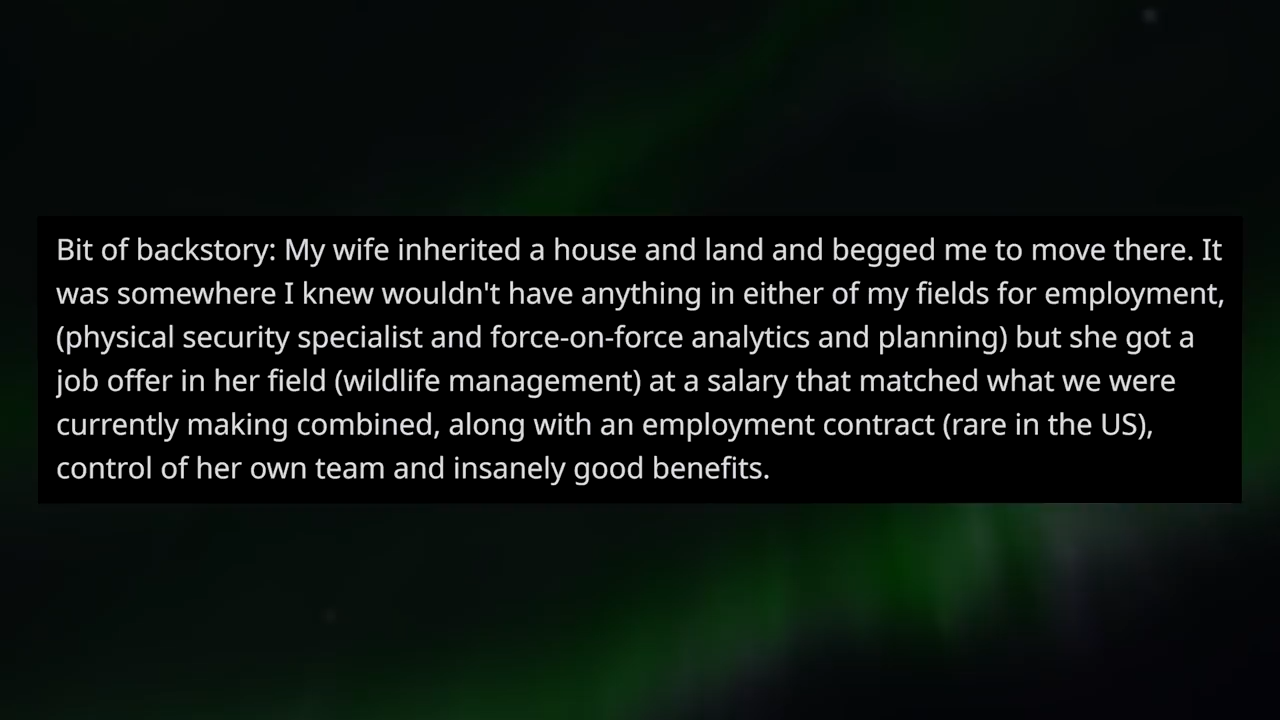 Bit of backstory: My wife inherited a house and land and begged me to move there. It
was somewhere I knew wouldn't have anything in either of my fields for employment,
(physical security specialist and force-on-force analytics and planning) but she got a
job offer in her field (wildlife management) at a salary that matched what we were
currently making combined, along with an employment contract (rare in the US),
control of her own team and insanely good benefits.